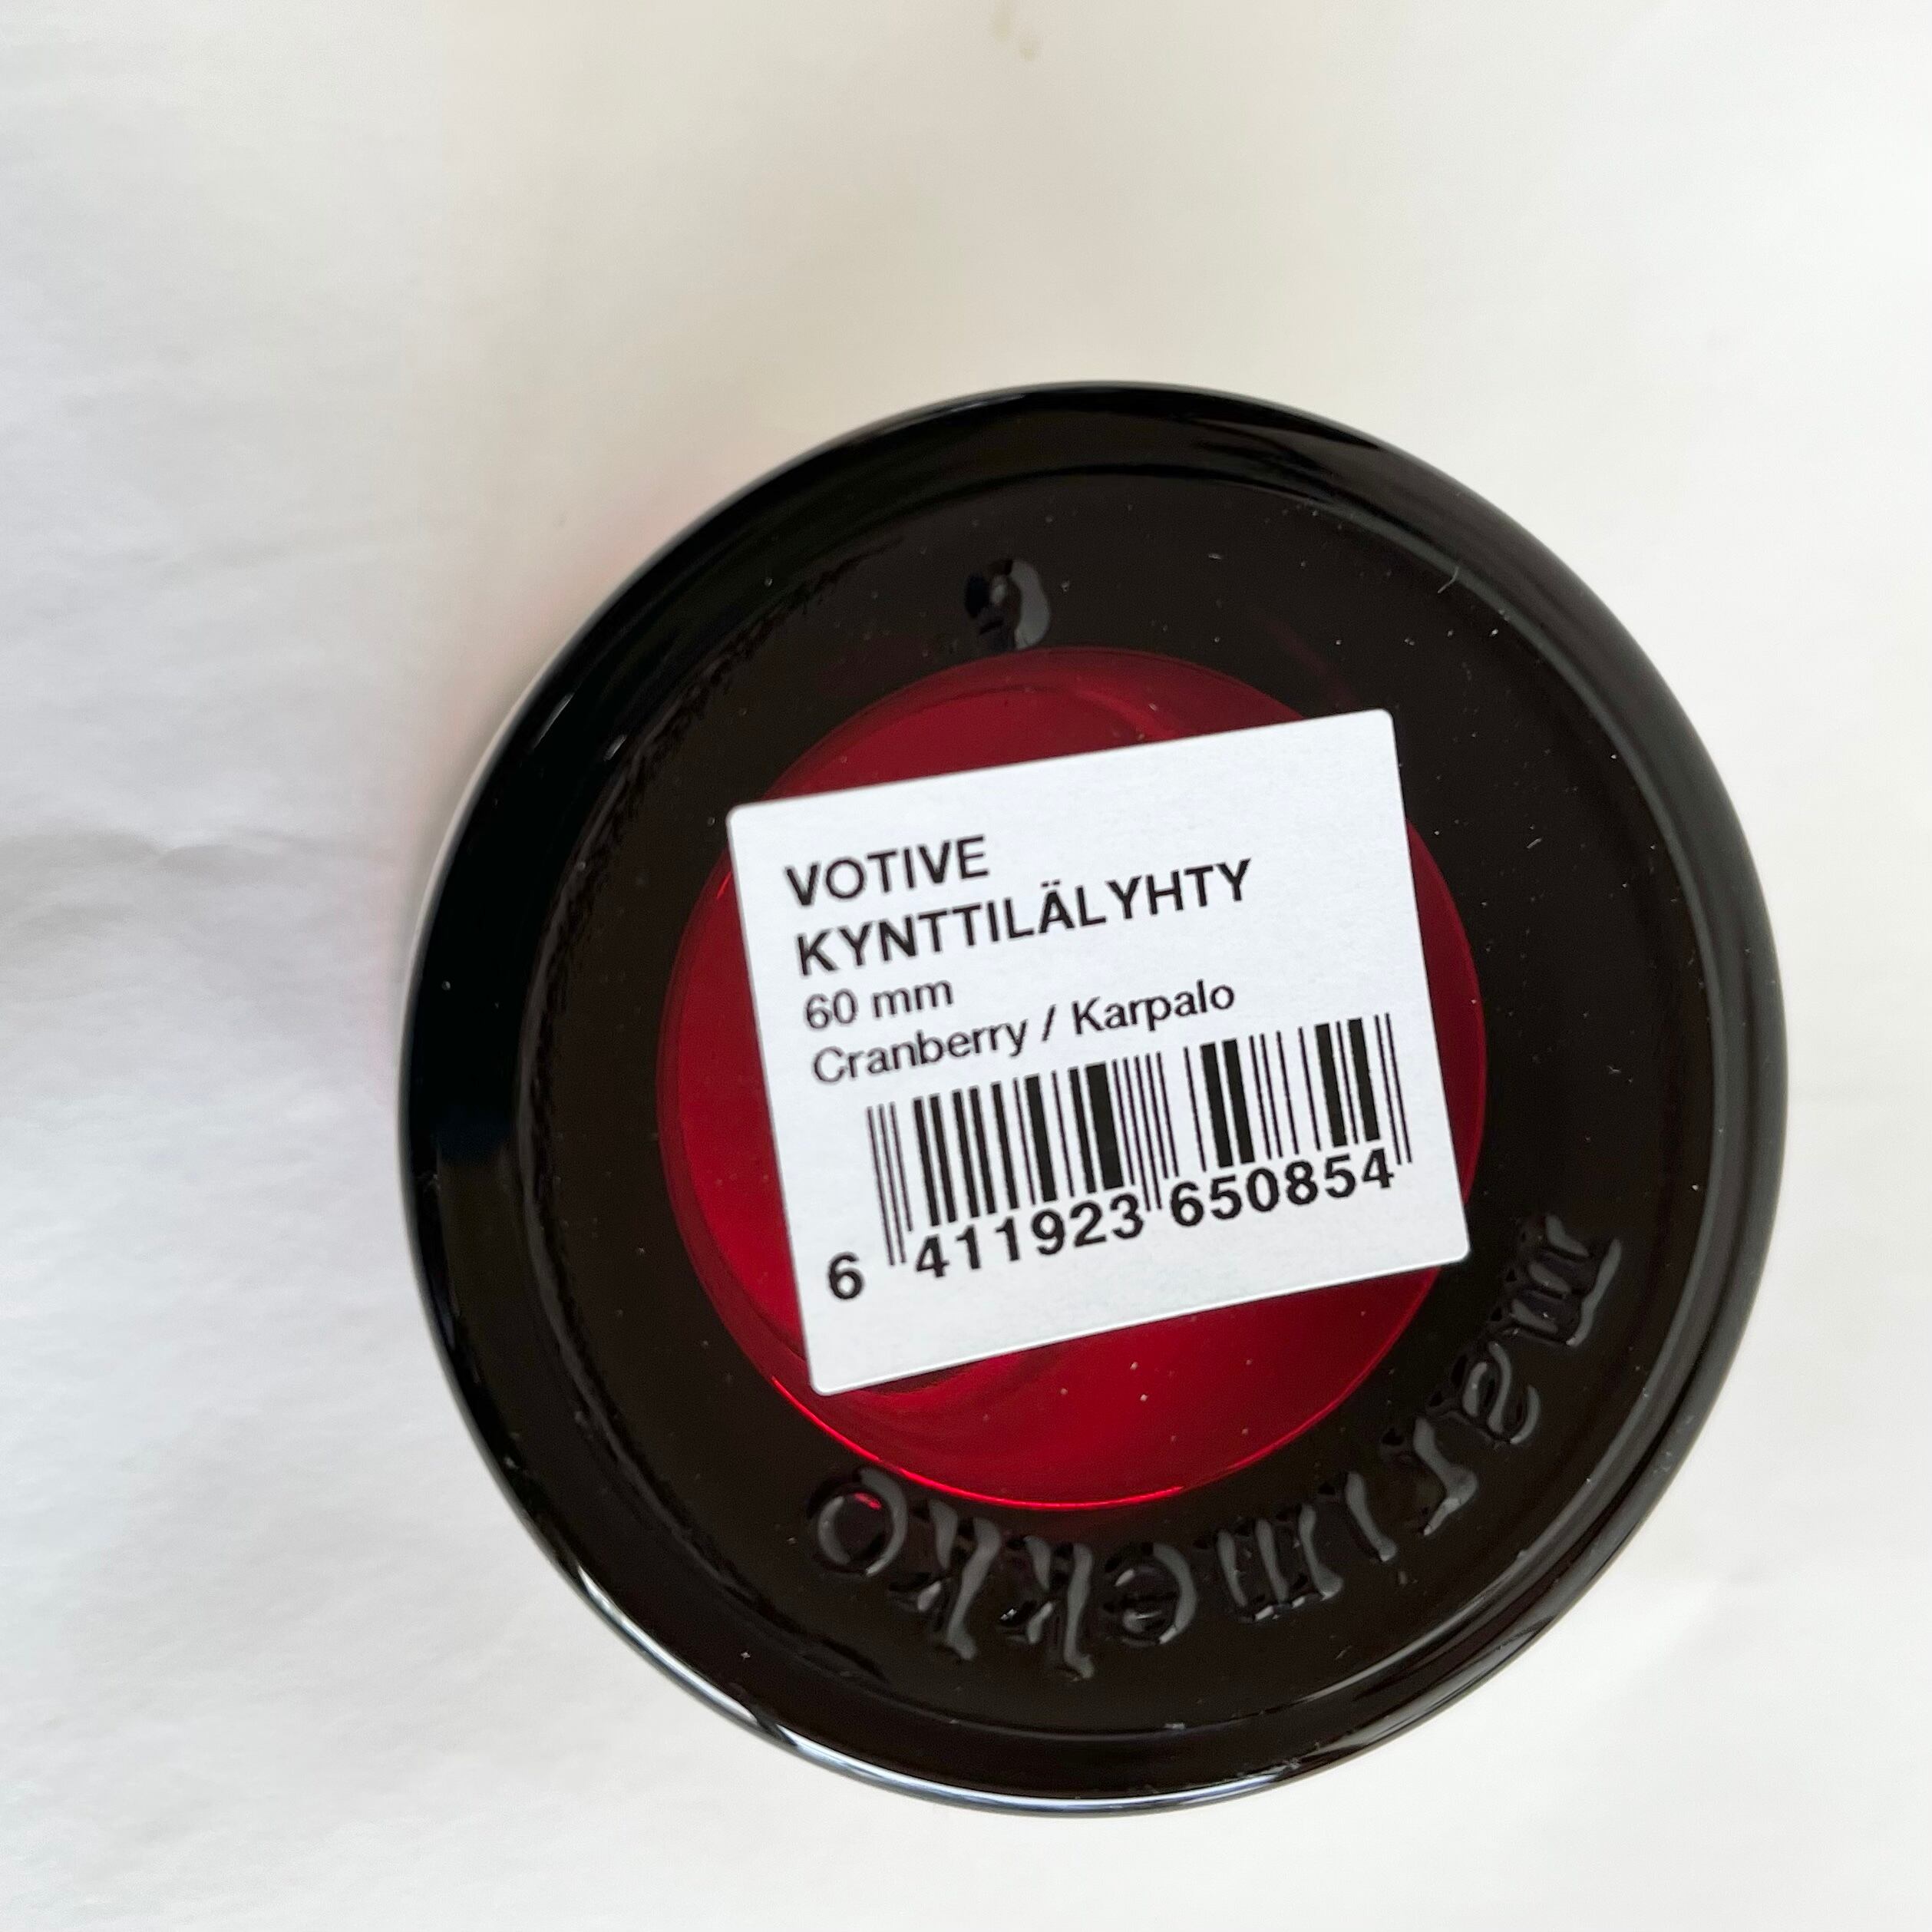 VOTIVE
KYNTTILÄLYHTY
60 mm
Cranberry / Karpalo
6 411923 650854
marimekko